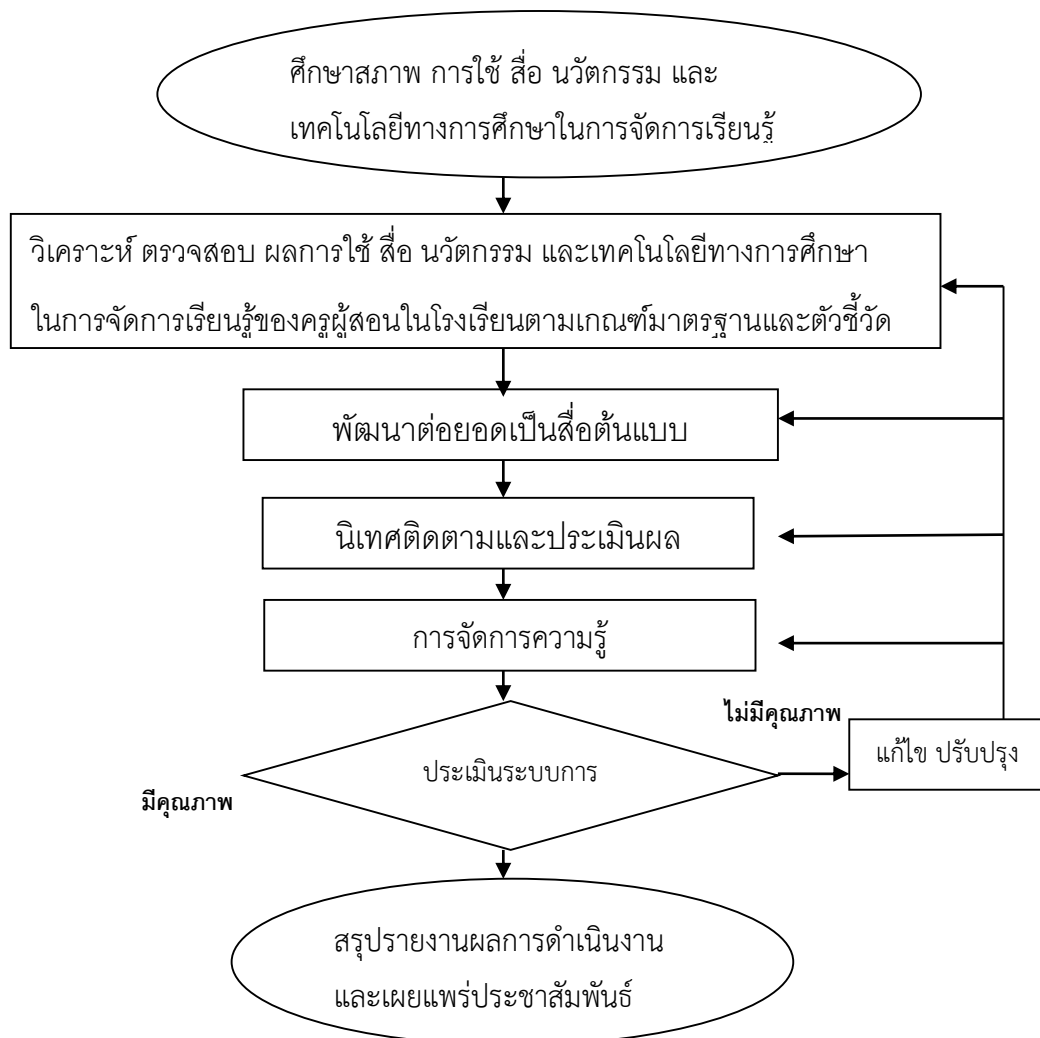 ศึกษาสภาพ การใช้ สื่อ นวัตกรรม และ
เทคโนโลยีทางการศึกษาในการจัดการเรียนรู้
วิเคราะห์ ตรวจสอบ ผลการใช้ สื่อ นวัตกรรม และเทคโนโลยีทางการศึกษา
ในการจัดการเรียนรู้ของครูผู้สอนในโรงเรียนตามเกณฑ์มาตรฐานและตัวชี้วัด
พัฒนาต่อยอดเป็นสื่อต้นแบบ
นิเทศติดตามและประเมินผล
การจัดการความรู้
ไม่มีคุณภาพ
แก้ไข ปรับปรุง
ประเมินระบบการ
มีคุณภาพ
สรุปรายงานผลการดำเนินงาน
และเผยแพร่ประชาสัมพันธ์